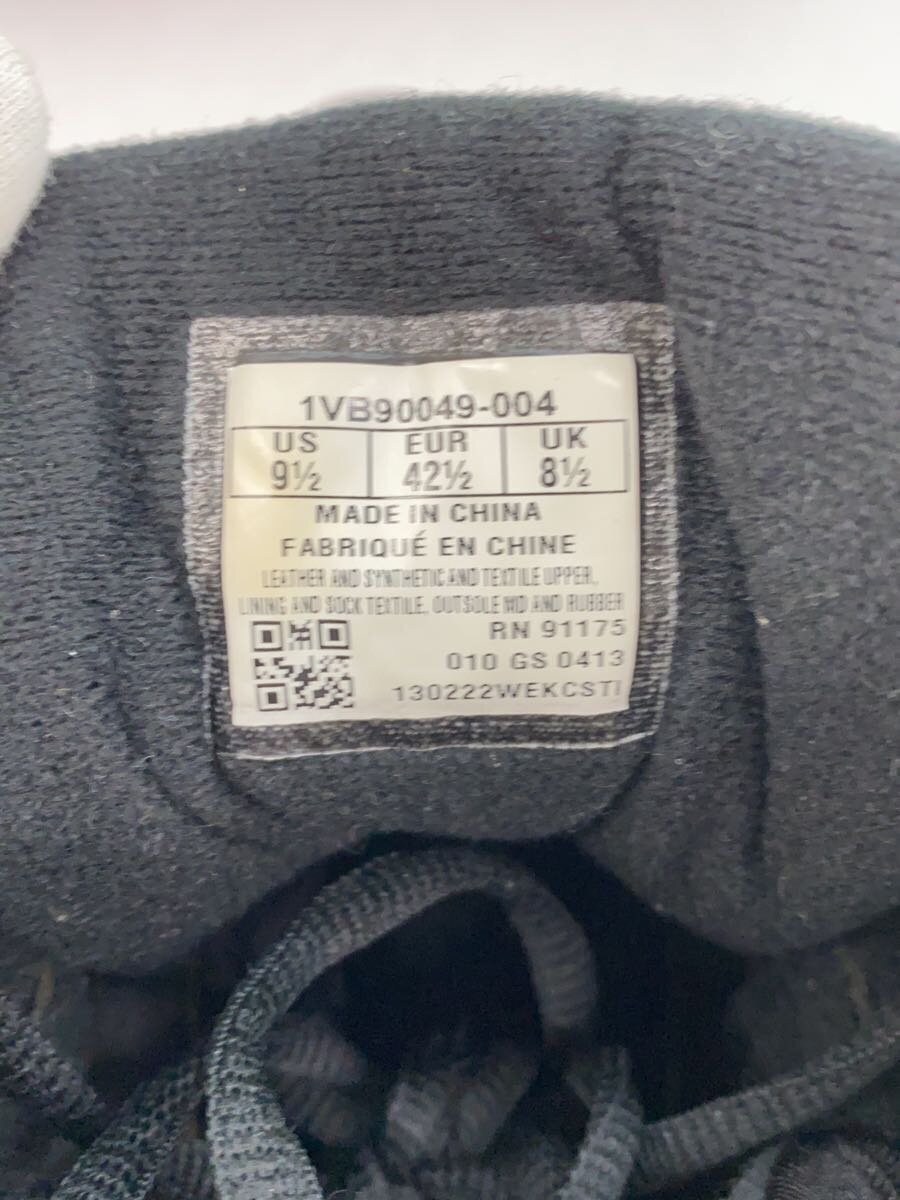 1VB90049-004
US EUR UK
9½ 42½ 8½
MADE IN CHINA
FABRIQUÉ EN CHINE
LEATHER AND SYNTHETIC AND TEXTILE UPPER,
LINING AND SOCK TEXTILE, OUTSOLE MD AND RUBBER
RN 91175
010 GS 0413
130222WEKCSTI